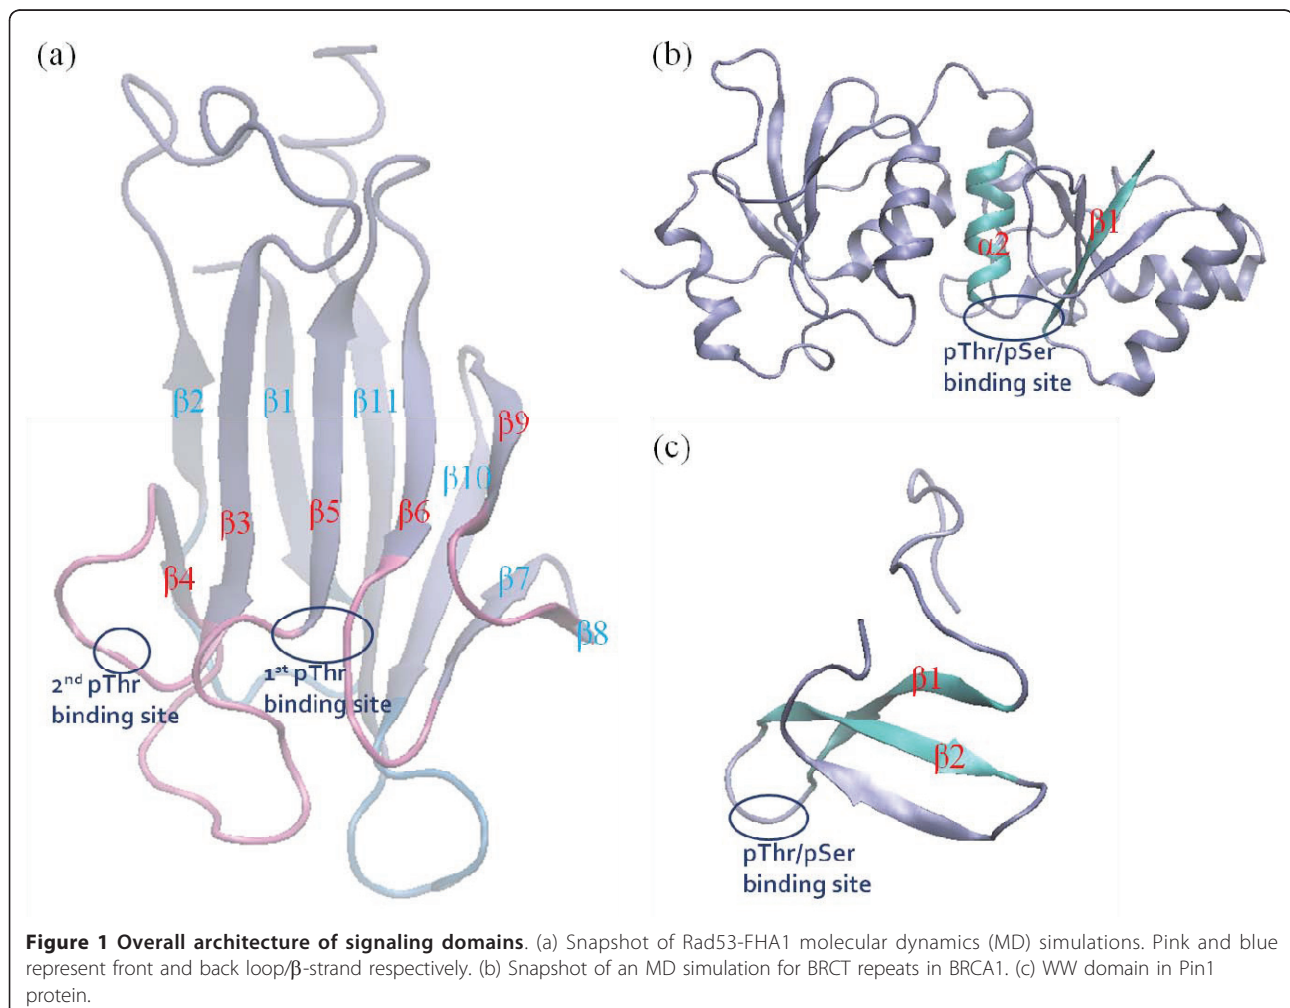 (a)
β2
β1
β11
β9
β10
β3
β5
β6
β4
β7
β8
2nd pThr
binding site
1st pThr
binding site
(b)
α2
β1
pThr/pSer
binding site
(c)
β1
β2
pThr/pSer
binding site
Figure 1 Overall architecture of signaling domains. (a) Snapshot of Rad53-FHA1 molecular dynamics (MD) simulations. Pink and blue
represent front and back loop/β-strand respectively. (b) Snapshot of an MD simulation for BRCT repeats in BRCA1. (c) WW domain in Pin1
protein.